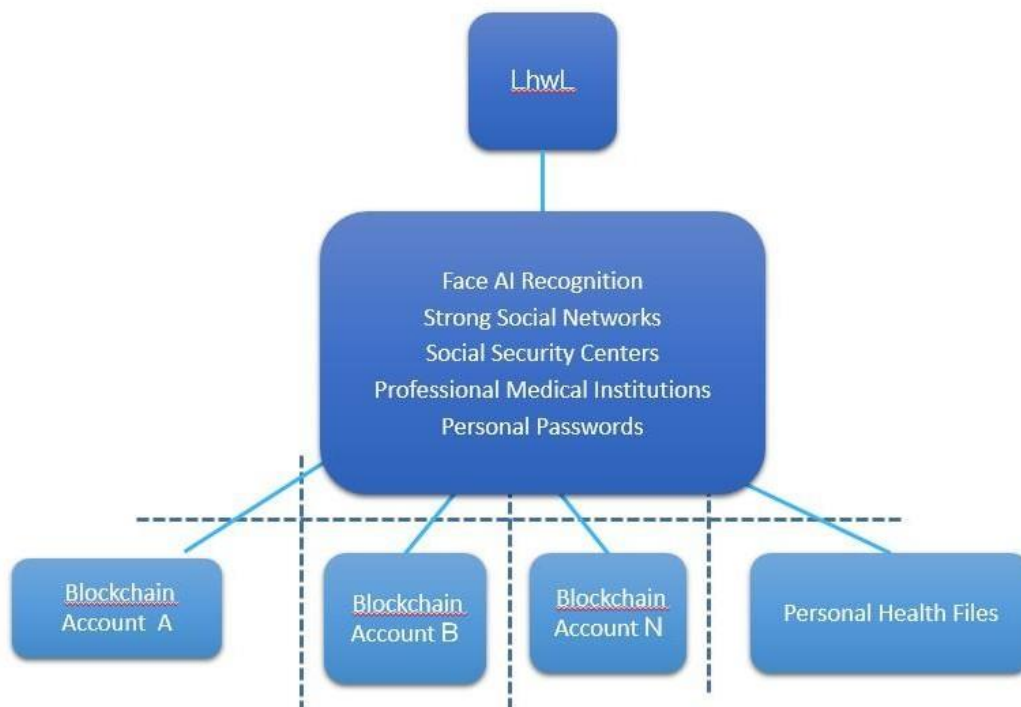 LhwL
Face AI Recognition
Strong Social Networks
Social Security Centers
Professional Medical Institutions
Personal Passwords
Blockchain
Account A
Blockchain
Account B
Blockchain
Account N
Personal Health Files